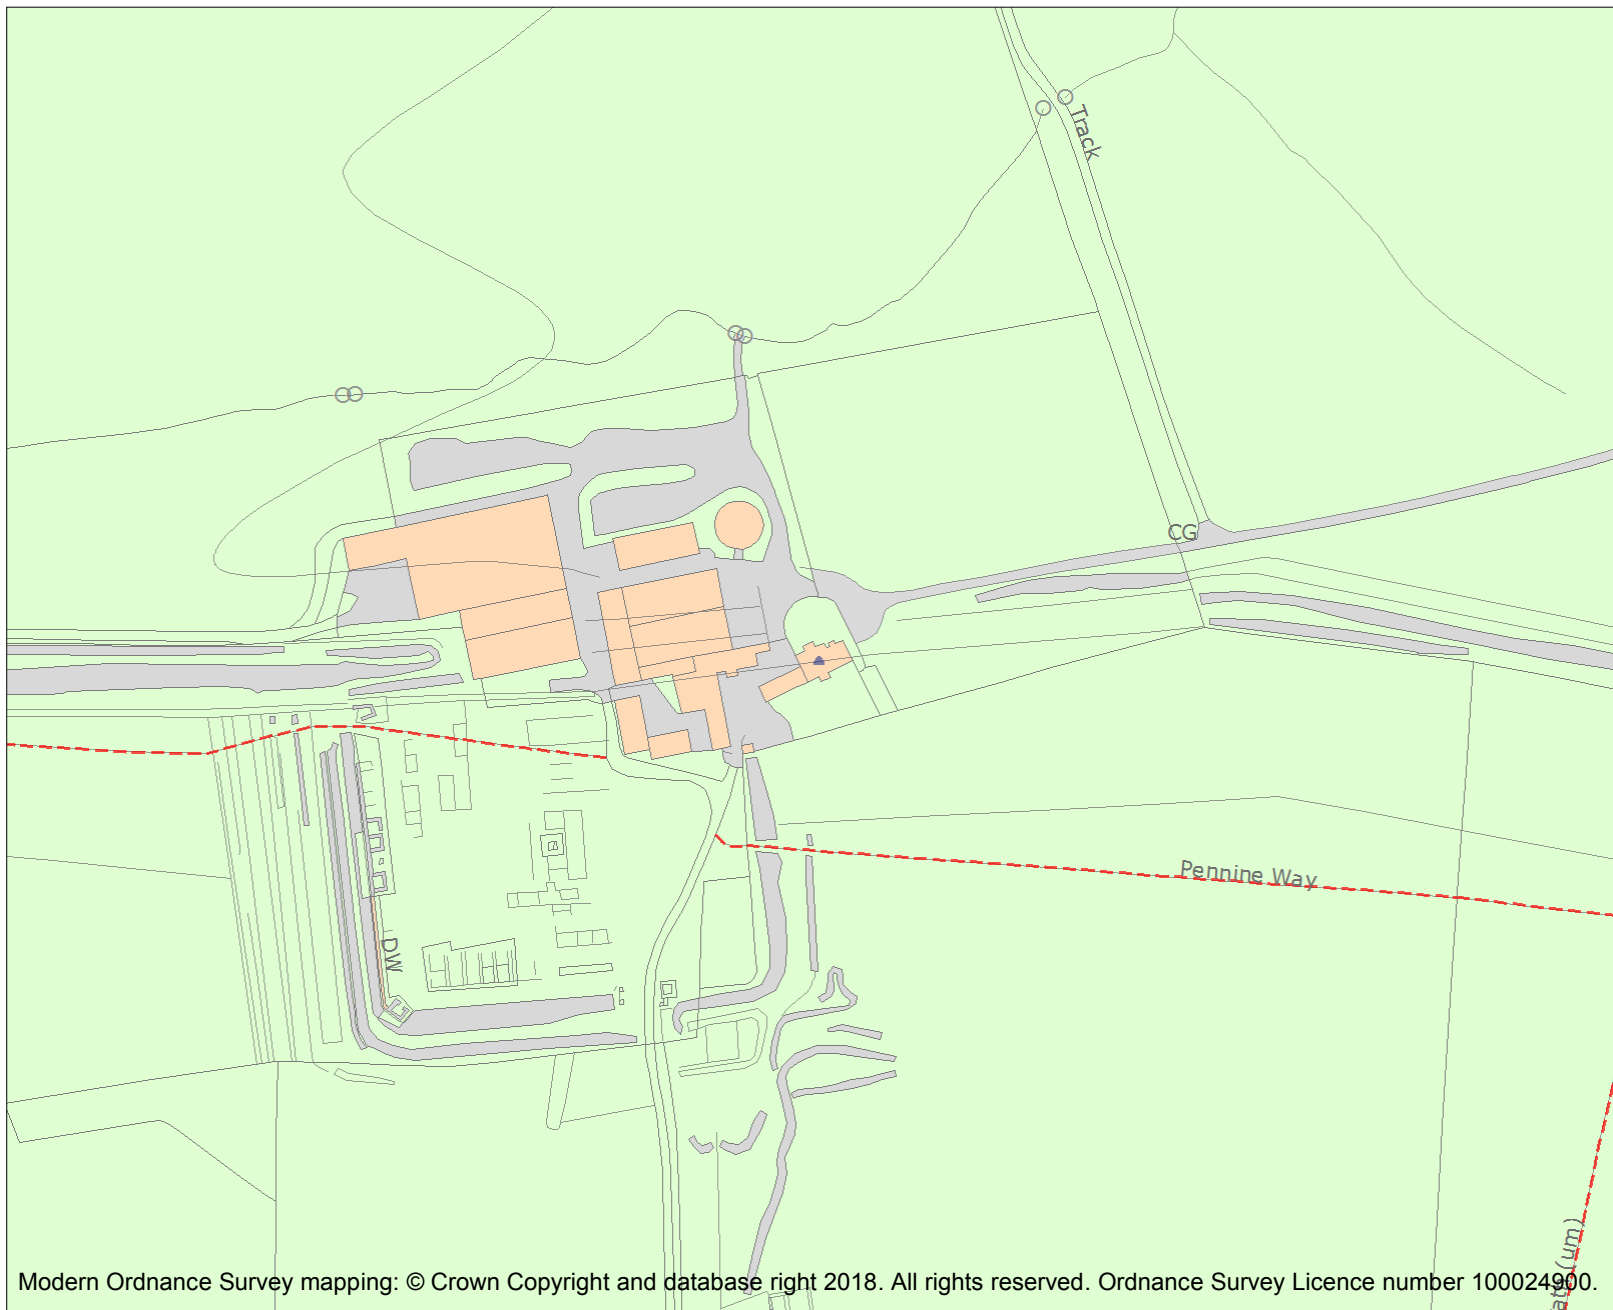 Track
CG
Pennine Way
DW
(um)
Modern Ordnance Survey mapping: © Crown Copyright and database right 2018. All rights reserved. Ordnance Survey Licence number 100024900.